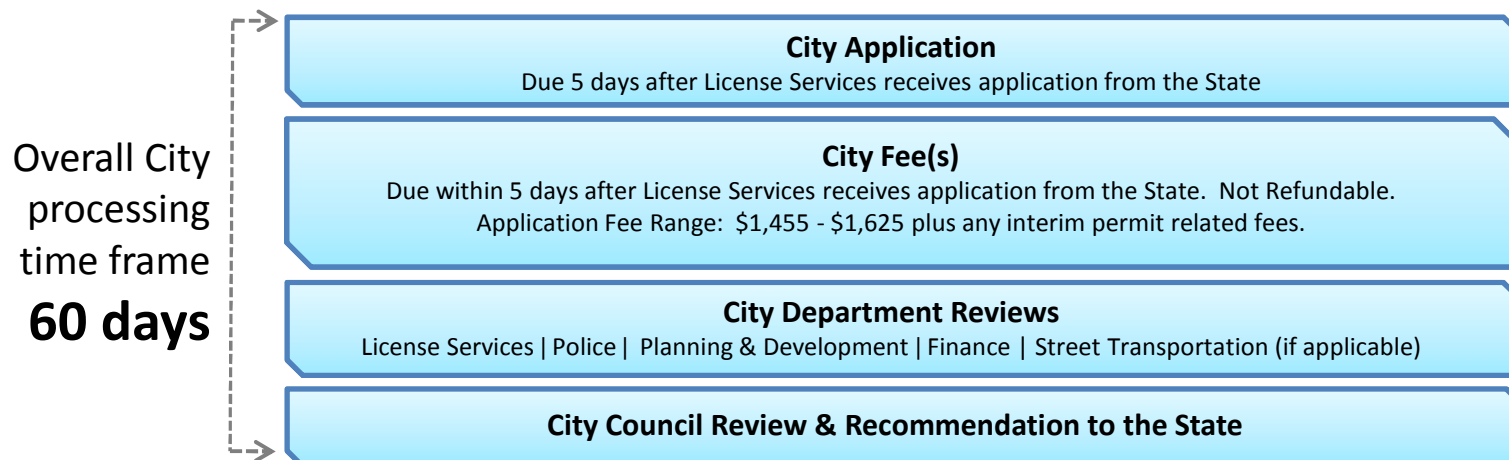 Overall City
processing
time frame
60 days
City Application
Due 5 days after License Services receives application from the State
City Fee(s)
Due within 5 days after License Services receives application from the State.  Not Refundable.
Application Fee Range:  $1,455 - $1,625 plus any interim permit related fees.
City Department Reviews
License Services | Police |  Planning & Development | Finance | Street Transportation (if applicable)
City Council Review & Recommendation to the State